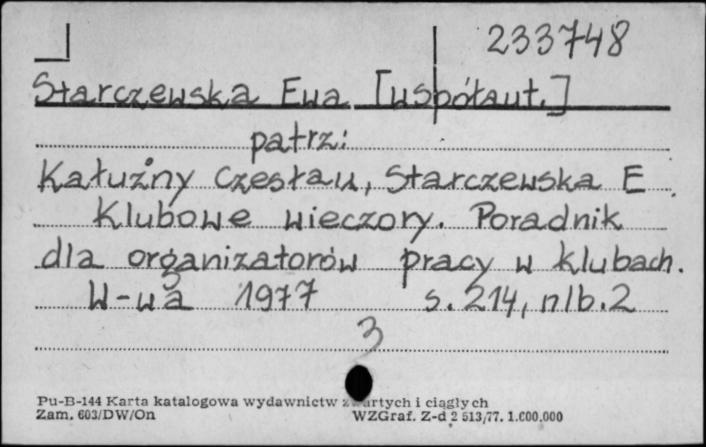 233748
Starczewska Ewa [współaut.]
patrz:
Kałużny Czesław, Starczewska E.
Klubowe wieczory. Poradnik
dla organizatorów pracy w klubach.
W-wa 1977 s. 214, nlb. 2
3
Pu-B-144 Karta katalogowa wydawnictw zwartych i ciągłych
Zam. 603/DW/On WZGraf. Z-d 2 513/77. 1.000.000